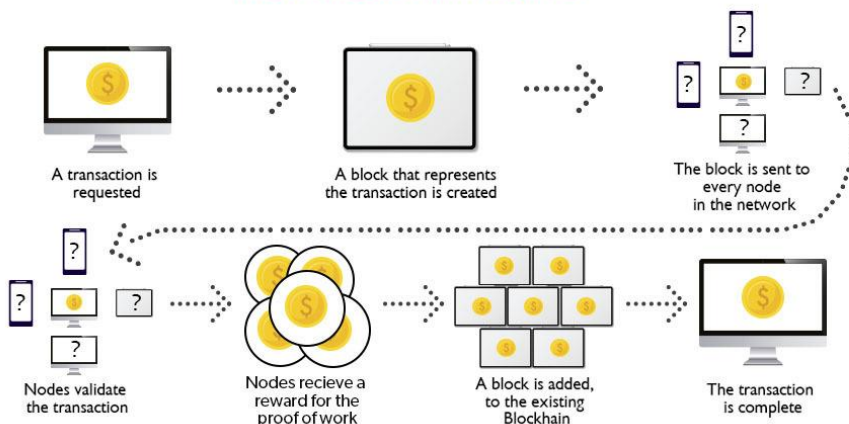 $
$
?
?
$
?
?
A transaction is
requested
A block that represents
the transaction is created
The block is sent to
every node
in the network
?
?
$
?
?
$
$
$
$
$
$
$
$
$
$
$
$
$
Nodes validate
the transaction
Nodes recieve a
reward for the
proof of work
A block is added,
to the existing
Blockhain
The transaction
is complete